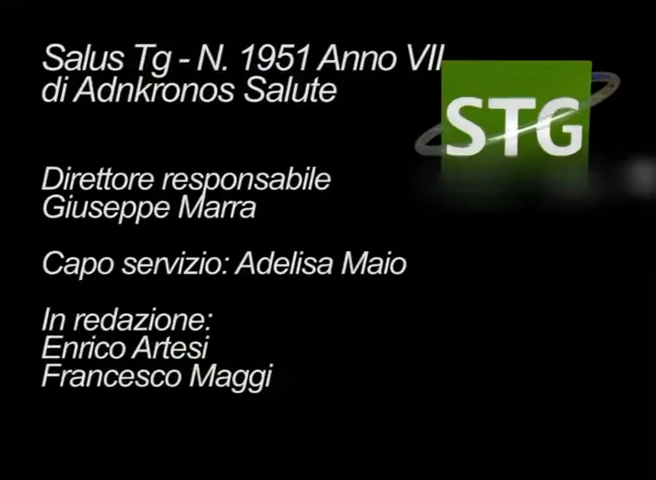 Salus Tg - N. 1951 Anno VII
di Adnkronos Salute
STG
Direttore responsabile
Giuseppe Marra
Capo servizio: Adelisa Maio
In redazione:
Enrico Artesi
Francesco Maggi